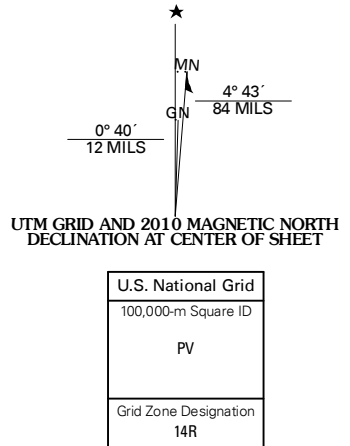 MN
4° 43´
84 MILS
GN
0° 40´
12 MILS
UTM GRID AND 2010 MAGNETIC NORTH
DECLINATION AT CENTER OF SHEET
U.S. National Grid
100,000-m Square ID
PV
Grid Zone Designation
14R